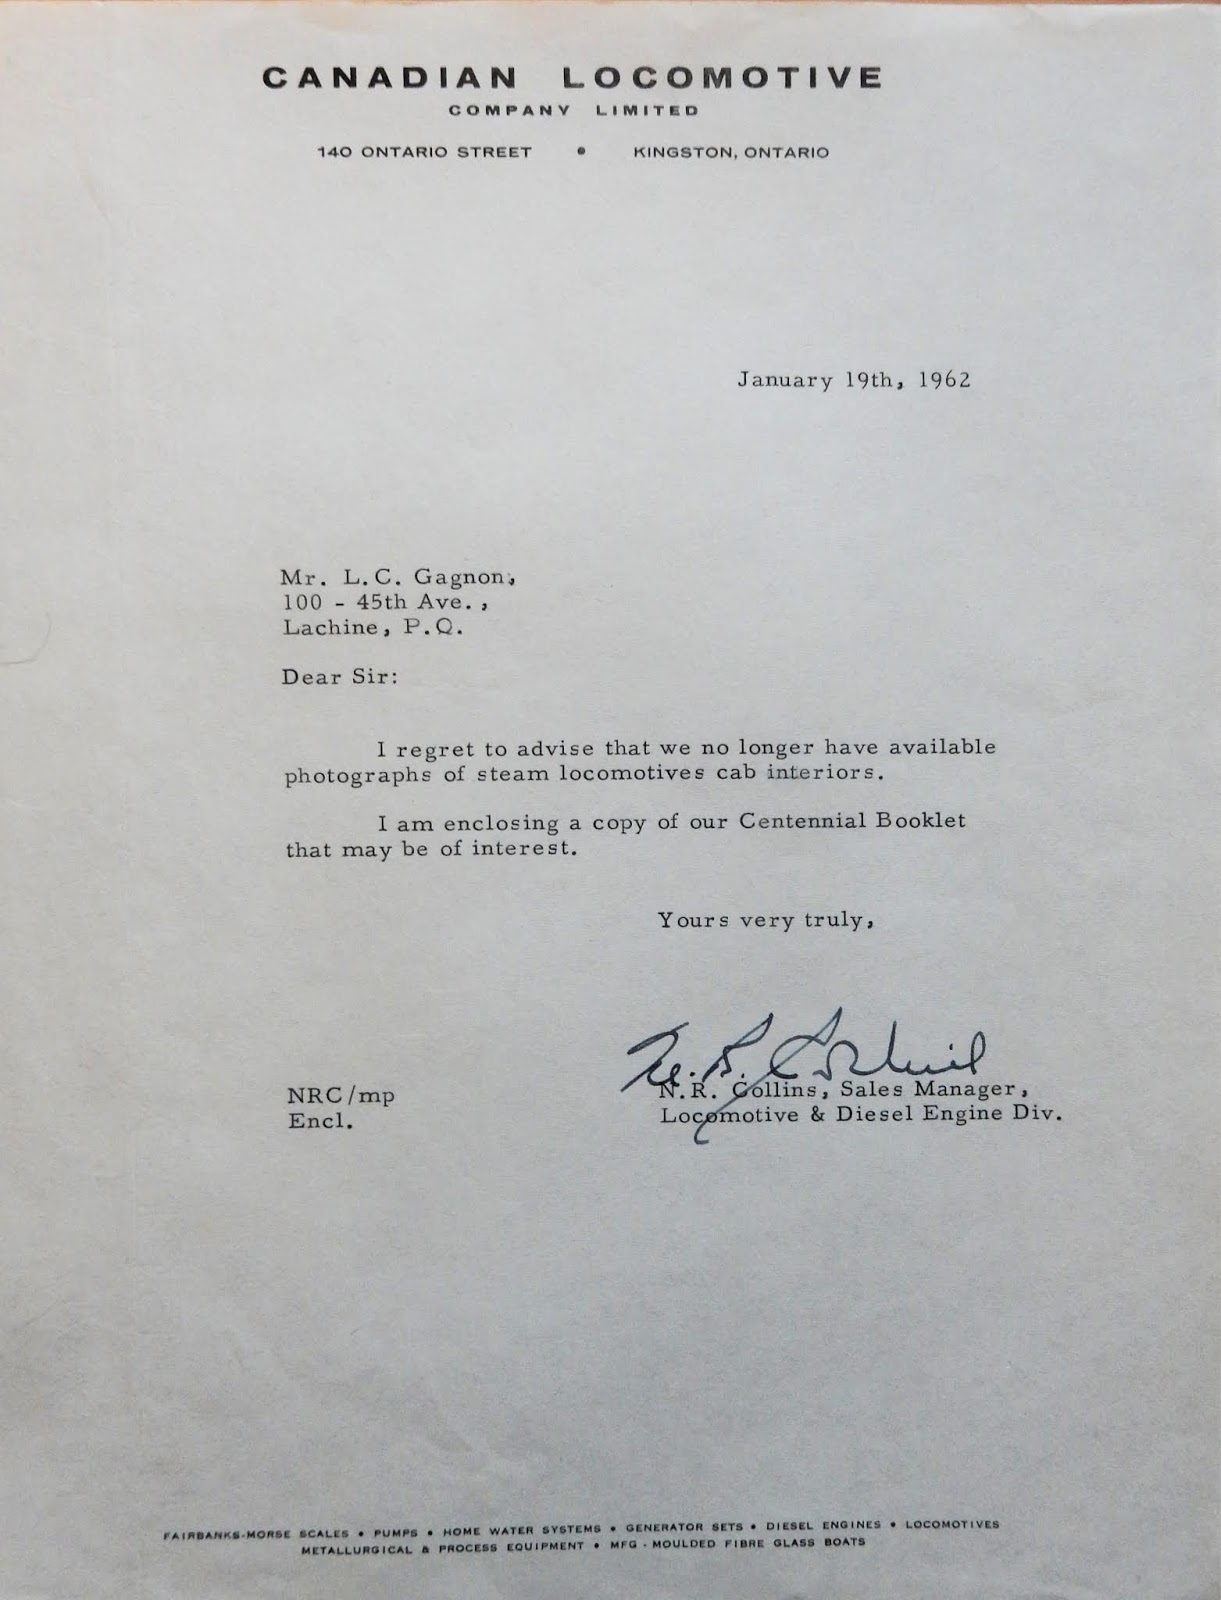 CANADIAN LOCOMOTIVE
COMPANY LIMITED
140 ONTARIO STREET • KINGSTON, ONTARIO
January 19th, 1962
Mr. L.C. Gagnon,
100 - 45th Ave.,
Lachine, P.Q.
Dear Sir:
I regret to advise that we no longer have available
photographs of steam locomotives cab interiors.
I am enclosing a copy of our Centennial Booklet
that may be of interest.
Yours very truly,
N.R. Collins
NRC/mp
Encl.
N.R. Collins, Sales Manager,
Locomotive & Diesel Engine Div.
FAIRBANKS-MORSE SCALES • PUMPS • HOME WATER SYSTEMS • GENERATOR SETS • DIESEL ENGINES • LOCOMOTIVES
METALLURGICAL & PROCESS EQUIPMENT • MFG - MOULDED FIBRE GLASS BOATS